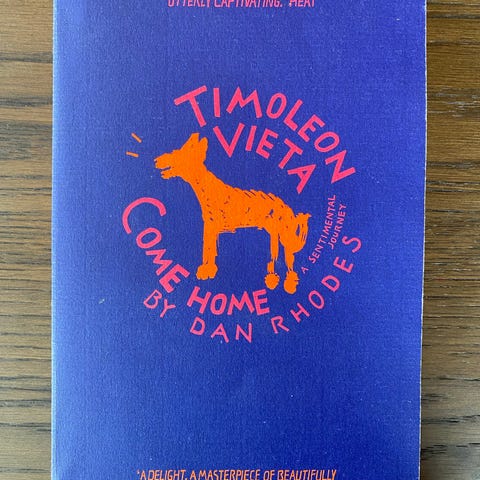 UTTERLY CAPTIVATING.' HEAT
TIMOLEON
VIETA
COME HOME
A SENTIMENTAL
JOURNEY
BY DAN RHODES
'A DELIGHT, A MASTERPIECE OF BEAUTIFULLY